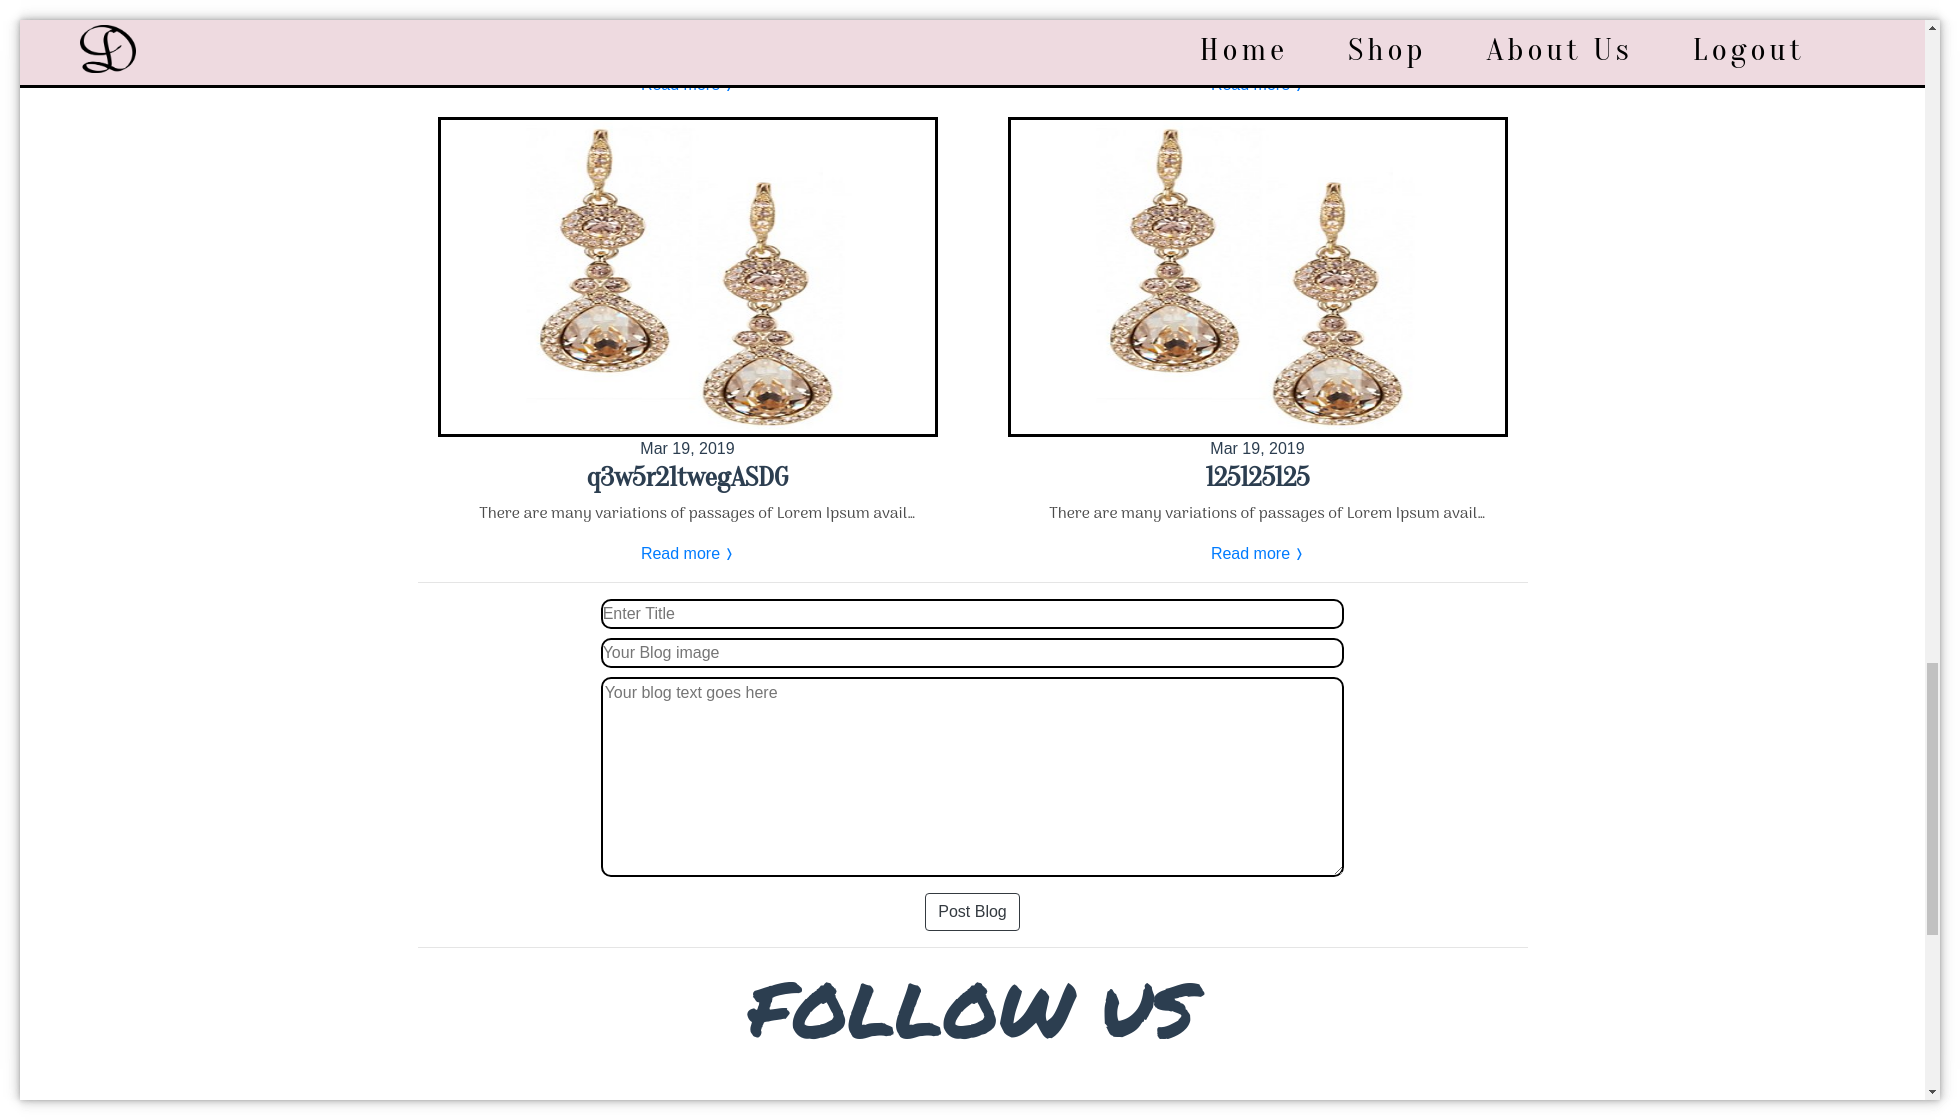 D
Home Shop About Us Logout
Read more ⟩ Read more ⟩
Mar 19, 2019
q3w5r21twegASDG
There are many variations of passages of Lorem Ipsum avail...
Read more ⟩
Mar 19, 2019
125125125
There are many variations of passages of Lorem Ipsum avail...
Read more ⟩
Enter Title
Your Blog image
Your blog text goes here
Post Blog
FOLLOW US